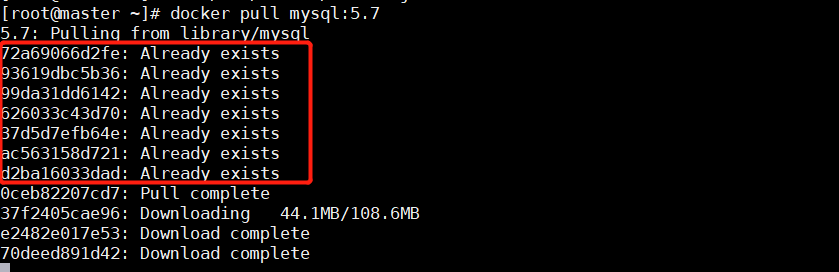 [root@master ~]# docker pull mysql:5.7
5.7: Pulling from library/mysql
72a69066d2fe: Already exists
93619dbc5b36: Already exists
99da31dd6142: Already exists
626033c43d70: Already exists
37d5d7efb64e: Already exists
ac563158d721: Already exists
d2ba16033dad: Already exists
0ceb82207cd7: Pull complete
37f2405cae96: Downloading 44.1MB/108.6MB
e2482e017e53: Download complete
70deed891d42: Download complete